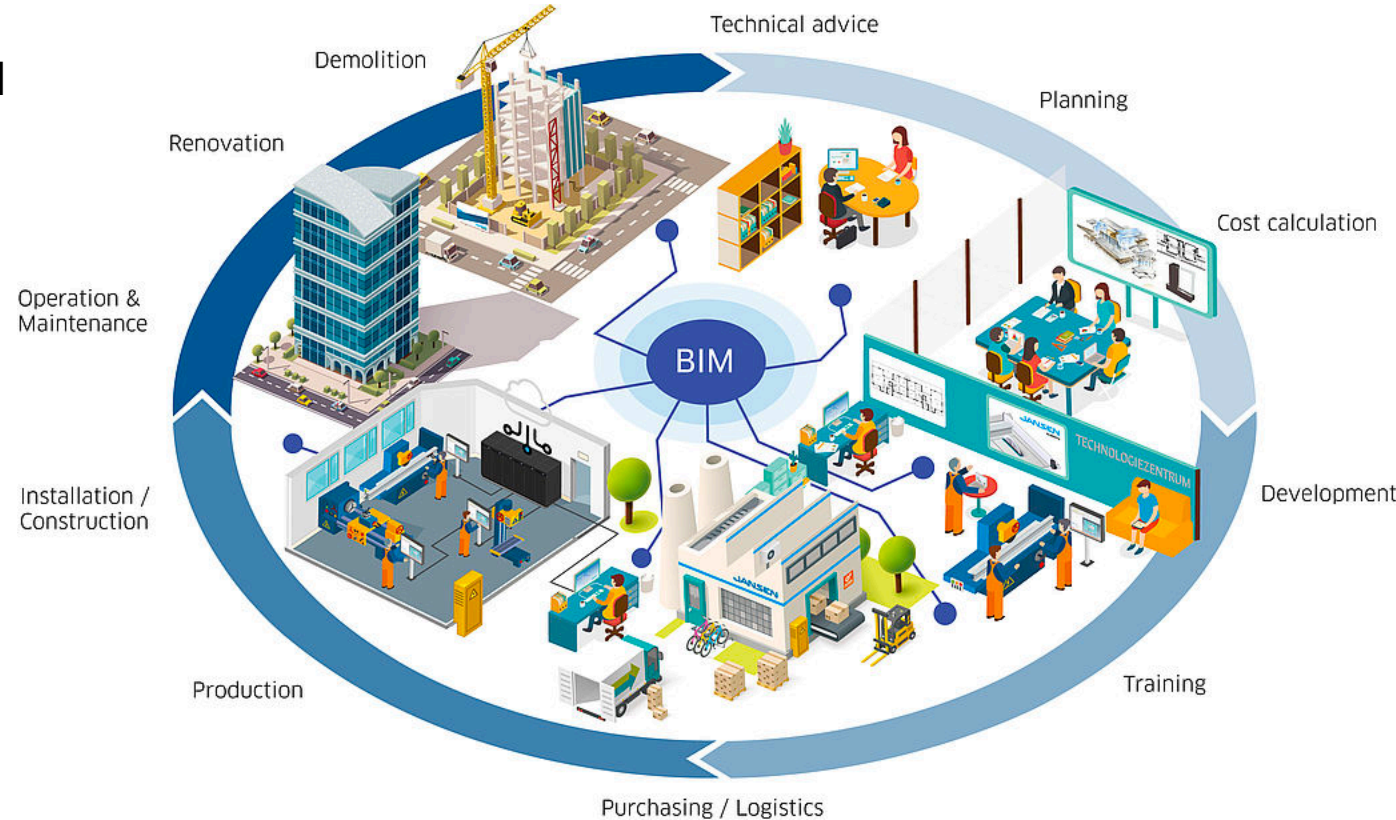 Technical advice
Demolition
Planning
Renovation
Cost calculation
Operation &
Maintenance
BIM
JANSEN
TECHNOLOGIEZENTRUM
Installation /
Construction
Development
JANSEN
Production
Training
Purchasing / Logistics